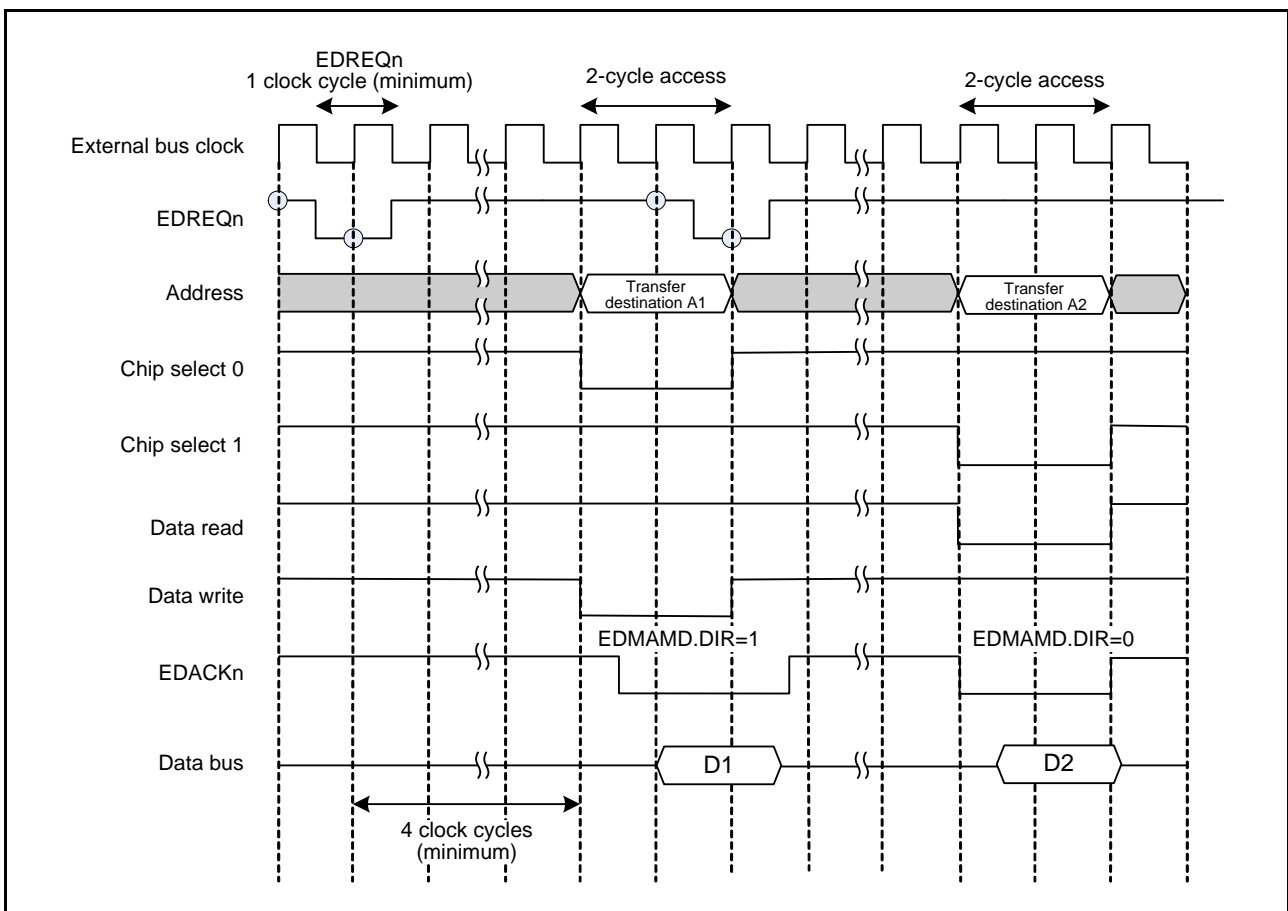 EDREQn
1 clock cycle (minimum)
2-cycle access
2-cycle access
External bus clock
EDREQn
Address
Transfer
destination A1
Transfer
destination A2
Chip select 0
Chip select 1
Data read
Data write
EDMAMD.DIR=1
EDMAMD.DIR=0
EDACKn
Data bus
D1
D2
4 clock cycles
(minimum)